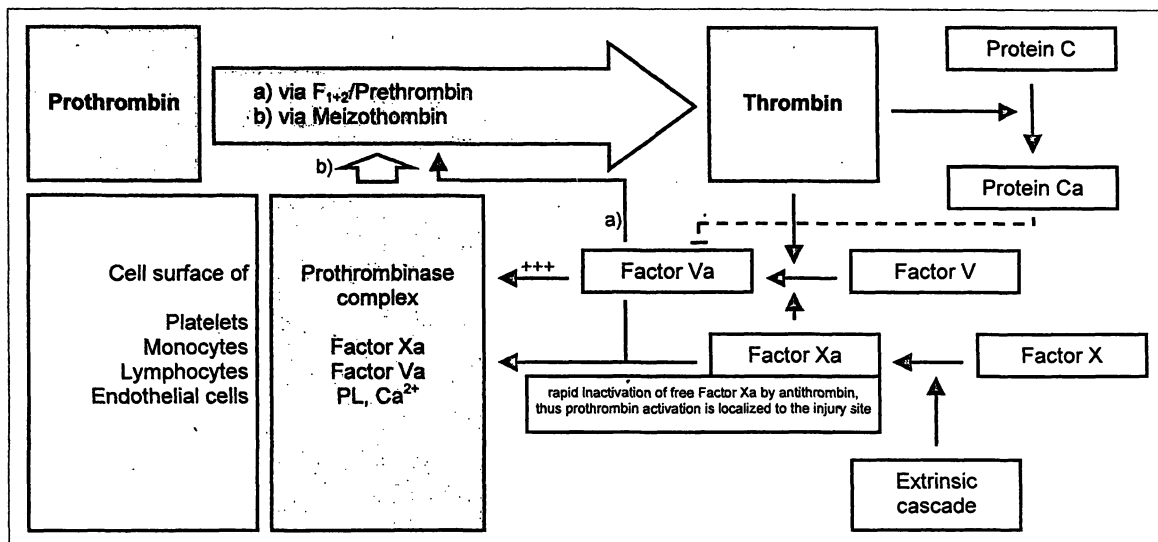 Prothrombin
a) via F1+2/Prethrombin
b) via Meizothombin
Thrombin
Protein C
Protein Ca
b)
a)
Cell surface of
Platelets
Monocytes
Lymphocytes
Endothelial cells
Prothrombinase
complex
Factor Xa
Factor Va
PL, Ca2+
+++
Factor Va
Factor V
Factor Xa
Factor X
rapid Inactivation of free Factor Xa by antithrombin,
thus prothrombin activation is localized to the injury site
Extrinsic
cascade